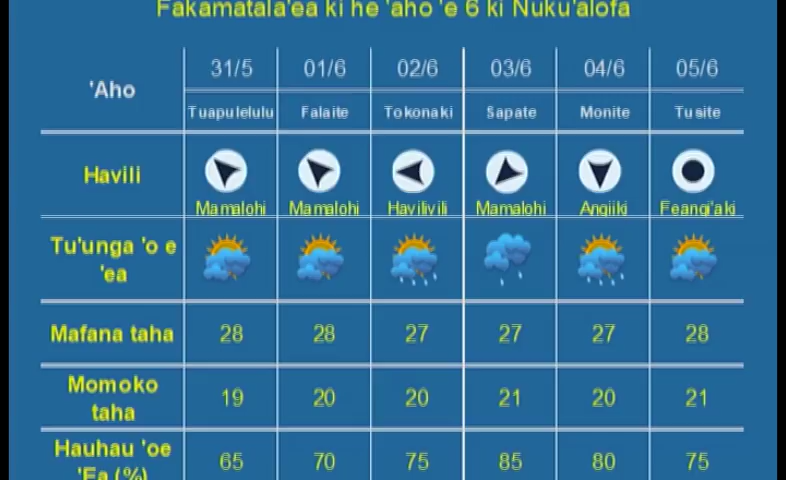 Fakamatala'ea ki he 'aho 'e 6 ki Nuku'alofa
'Aho 31/5 01/6 02/6 03/6 04/6 05/6
Tuapulelulu Falaite Tokonaki Sapate Monite Tusite
Havili Mamalohi Mamalohi Havilivili Mamalohi Angiiki Feangi'aki
Tu'unga 'o e
'ea
Mafana taha 28 28 27 27 27 28
Momoko
taha 19 20 20 21 20 21
Hauhau 'oe
'Ea (%) 65 70 75 85 80 75